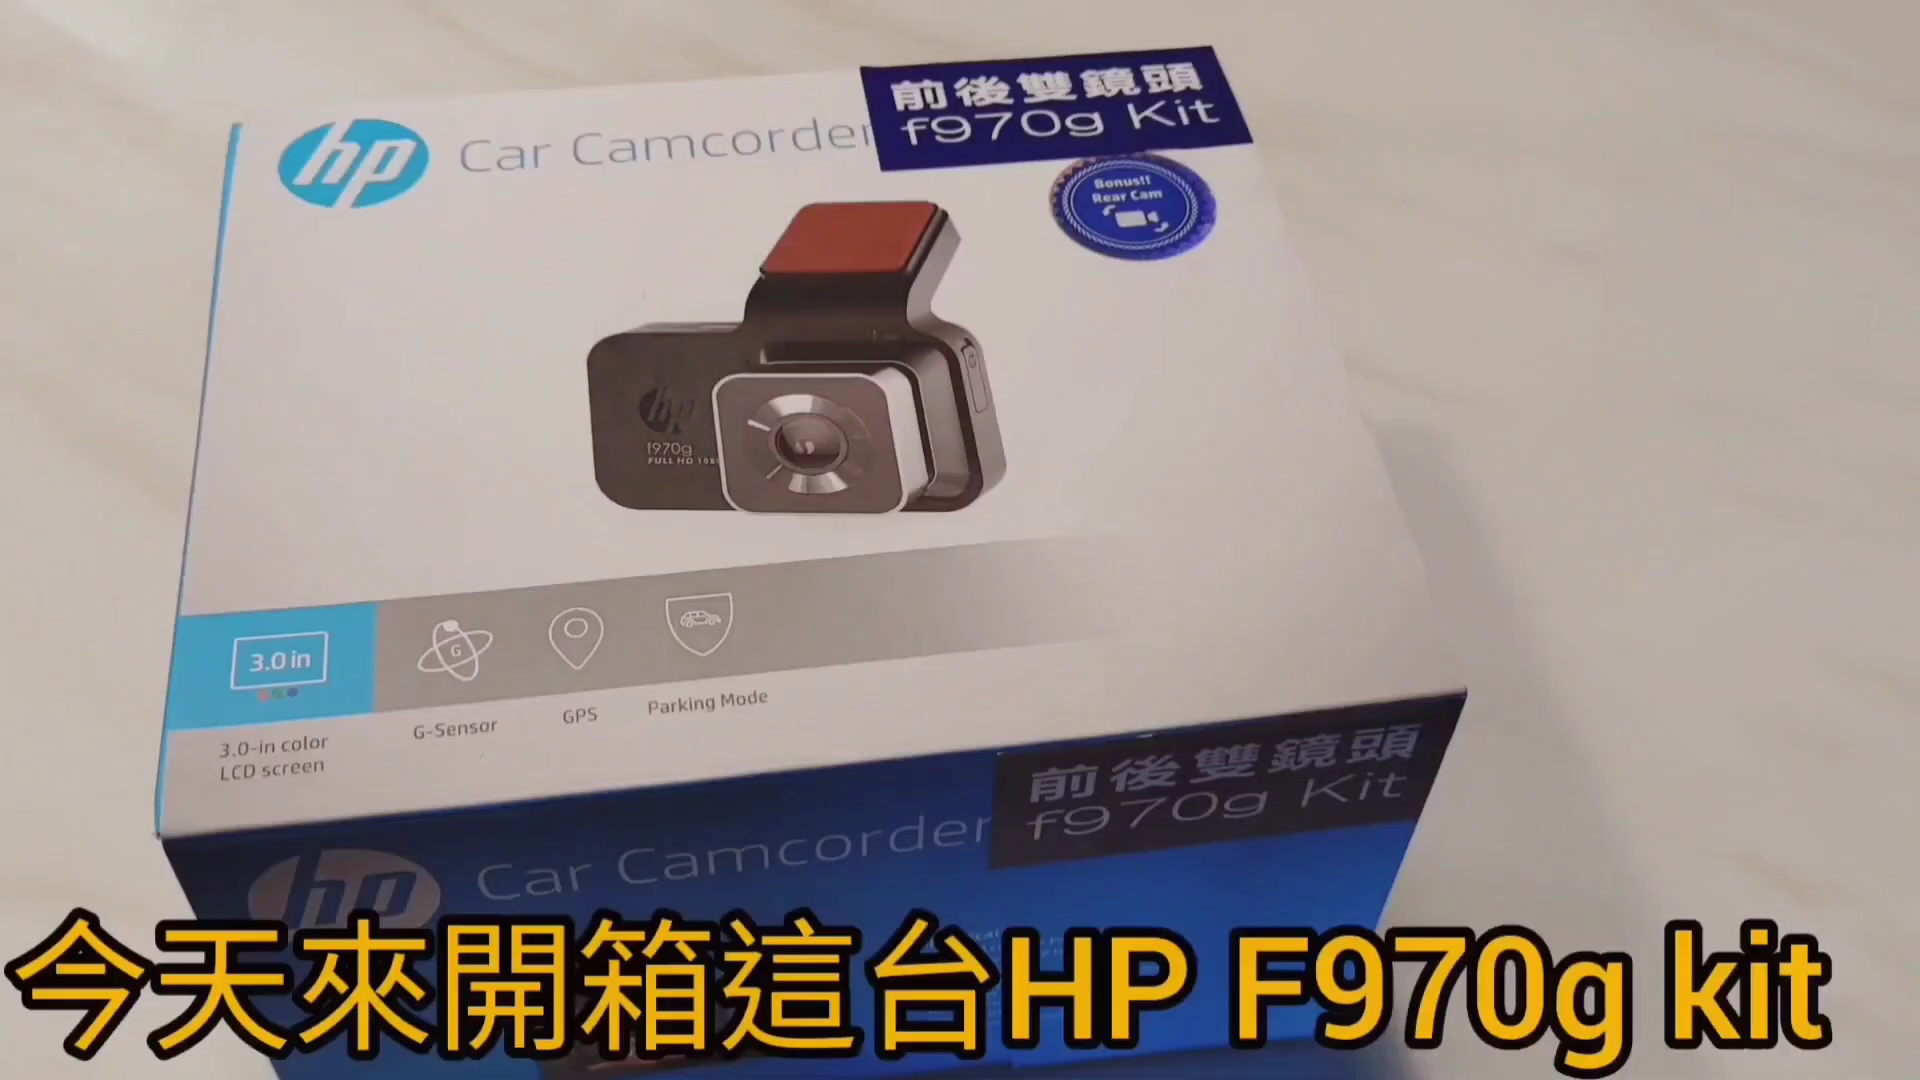 前後雙鏡頭
f970g Kit
hp Car Camcorder
Bonus!!
Rear Cam
hp
f970g
FULL HD 108
3.0 in
G
3.0-in color
LCD screen
G-Sensor
GPS
Parking Mode
前後雙鏡頭
f970g Kit
hp Car Camcorder
今天來開箱這台HP F970g kit